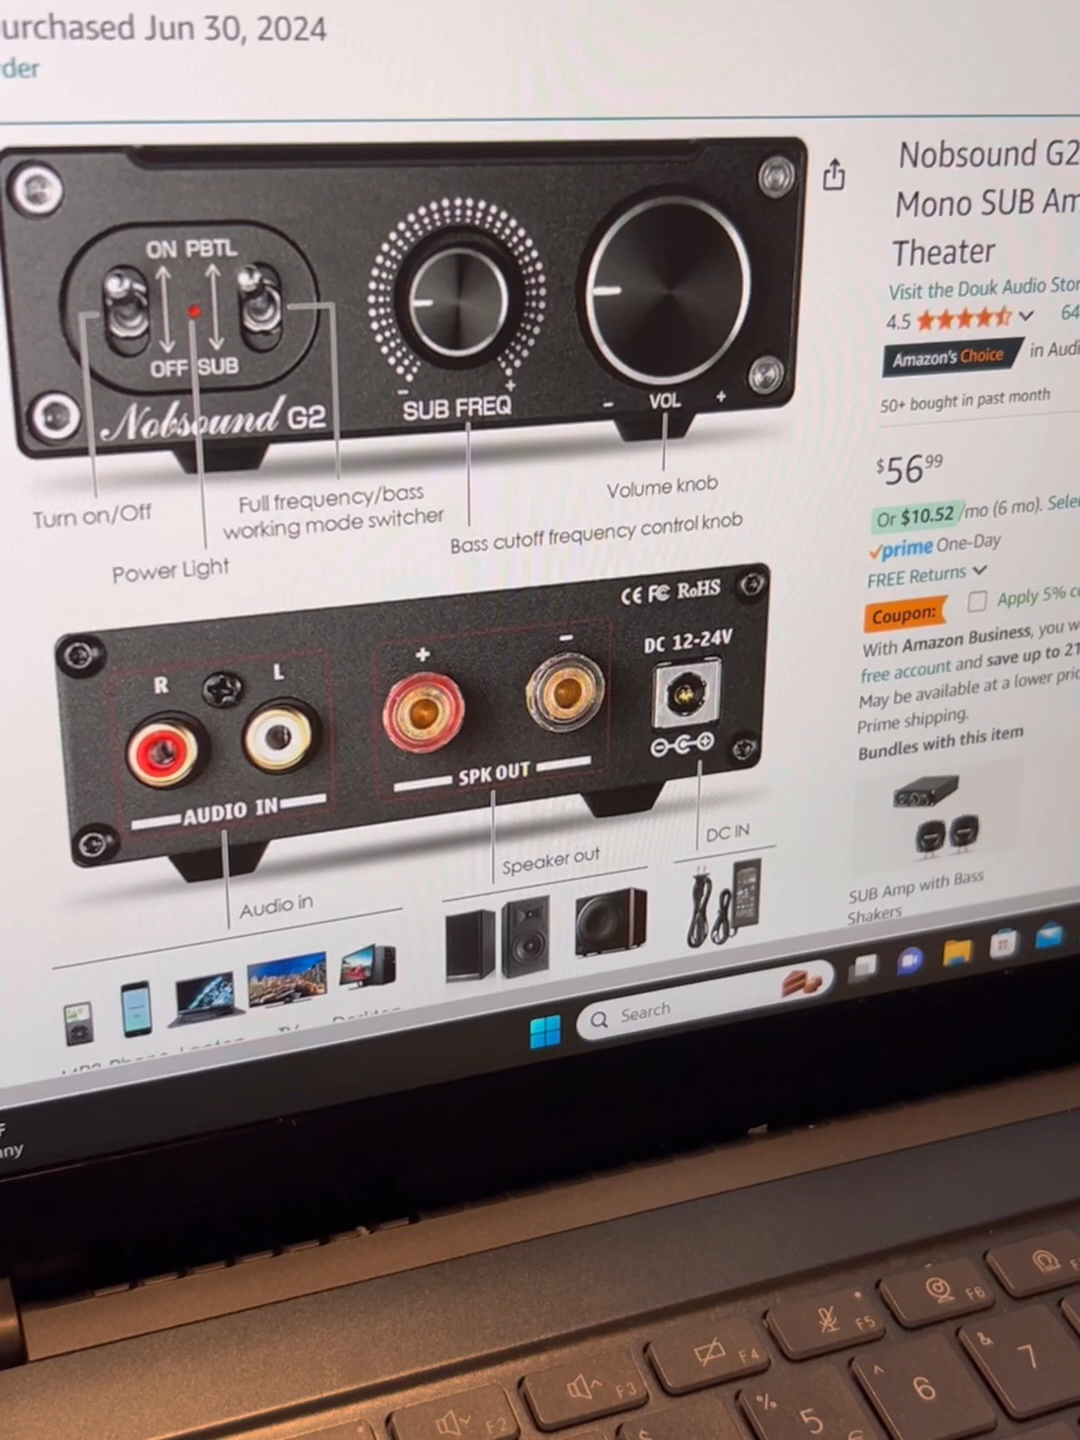 urchased Jun 30, 2024
der
ON PBTL
OFF SUB
Nobsound G2
SUB FREQ
- +
- VOL +
Turn on/Off
Power Light
Full frequency/bass
working mode switcher
Bass cutoff frequency control knob
Volume knob
CE FC RoHS
R L
+ -
DC 12-24V
AUDIO IN
SPK OUT
Audio in
Speaker out
DC IN
Nobsound G2
Mono SUB Am
Theater
Visit the Douk Audio Stor
4.5 64
Amazon's Choice in Audi
50+ bought in past month
$56 99
Or $10.52 /mo (6 mo). Selec
prime One-Day
FREE Returns
Coupon: Apply 5% c
With Amazon Business, you w
free account and save up to 21
May be available at a lower pric
Prime shipping.
Bundles with this item
SUB Amp with Bass
Shakers
Search
ny
F2
F3
F4
F5
F6
%
5
^
6
&
7